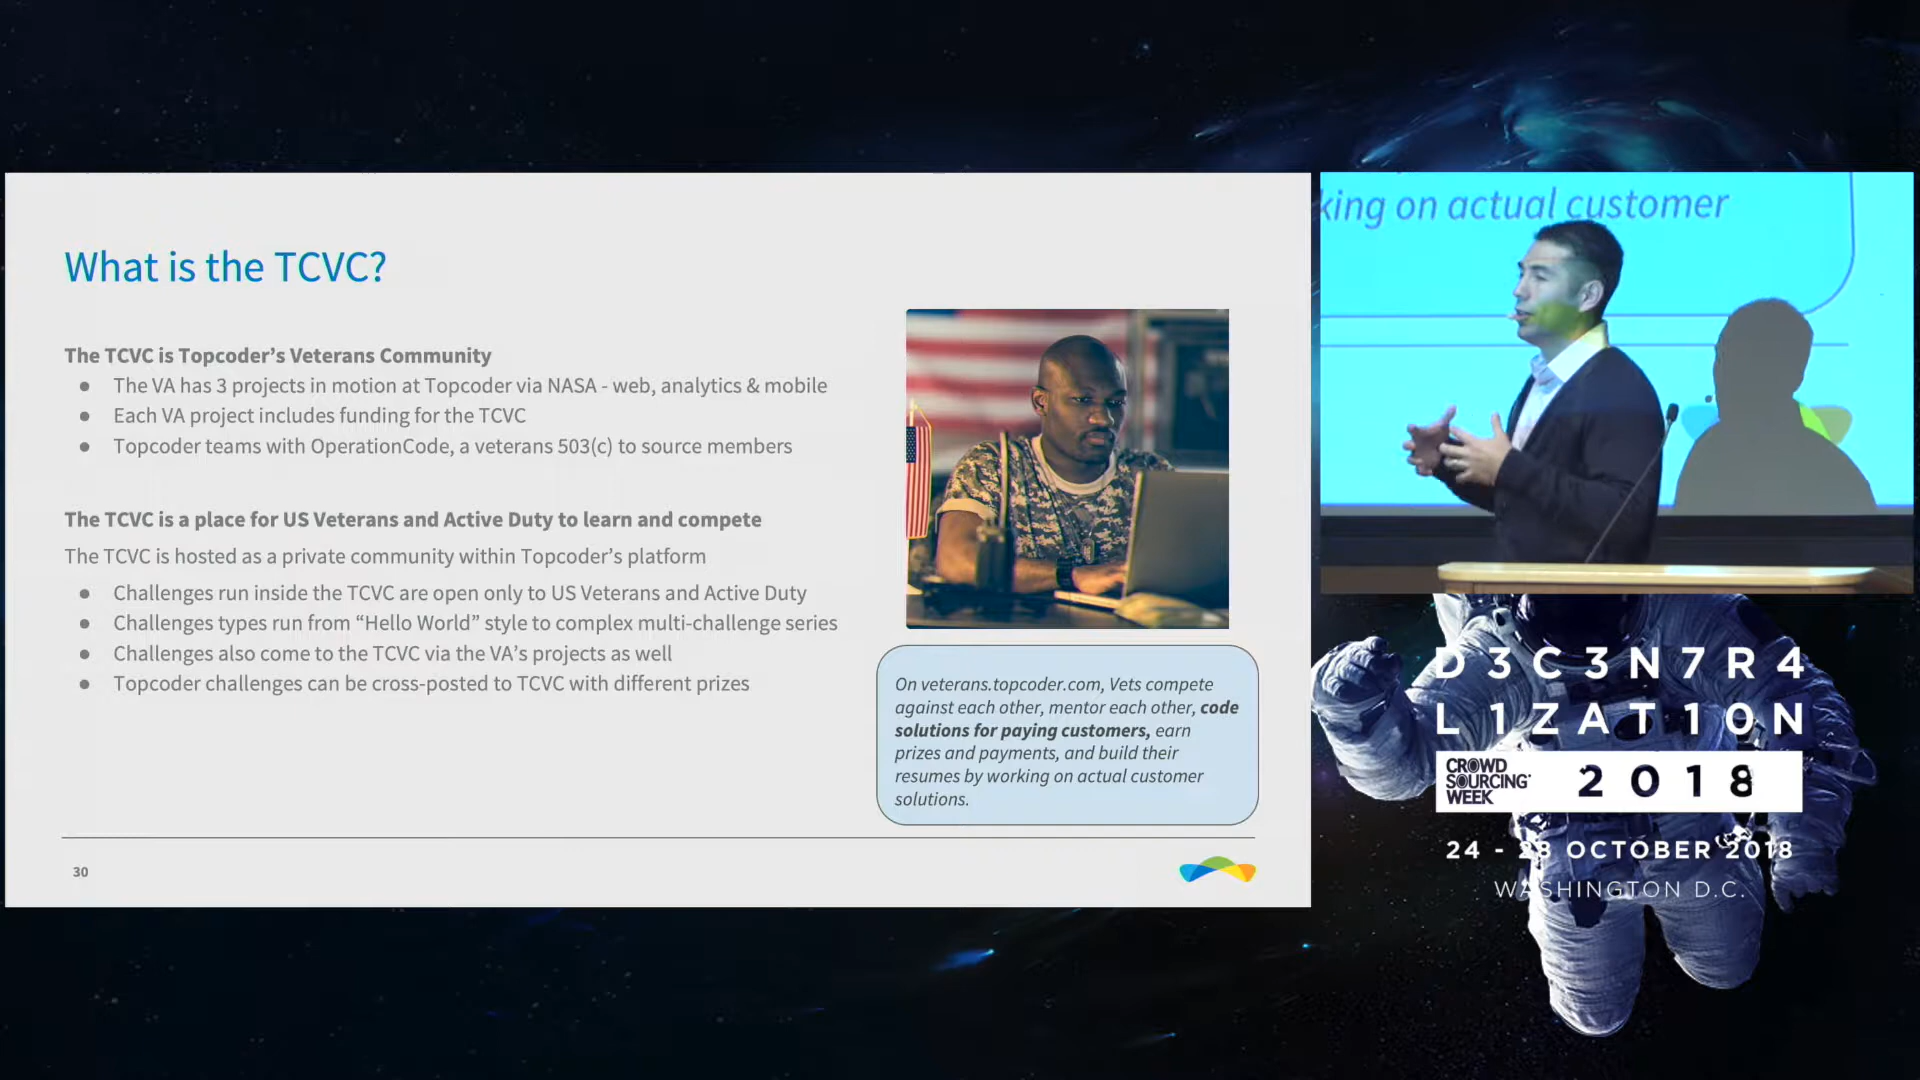 What is the TCVC?
The TCVC is Topcoder’s Veterans Community
● The VA has 3 projects in motion at Topcoder via NASA - web, analytics & mobile
● Each VA project includes funding for the TCVC
● Topcoder teams with OperationCode, a veterans 503(c) to source members
The TCVC is a place for US Veterans and Active Duty to learn and compete
The TCVC is hosted as a private community within Topcoder’s platform
● Challenges run inside the TCVC are open only to US Veterans and Active Duty
● Challenges types run from “Hello World” style to complex multi-challenge series
● Challenges also come to the TCVC via the VA’s projects as well
● Topcoder challenges can be cross-posted to TCVC with different prizes
On veterans.topcoder.com, Vets compete
against each other, mentor each other, code
solutions for paying customers, earn
prizes and payments, and build their
resumes by working on actual customer
solutions.
30
king on actual customer
D3C3N7R4
L1ZAT10N
CROWD
SOURCING
WEEK
2018
24 - OCTOBER 2018
WASHINGTON D.C.